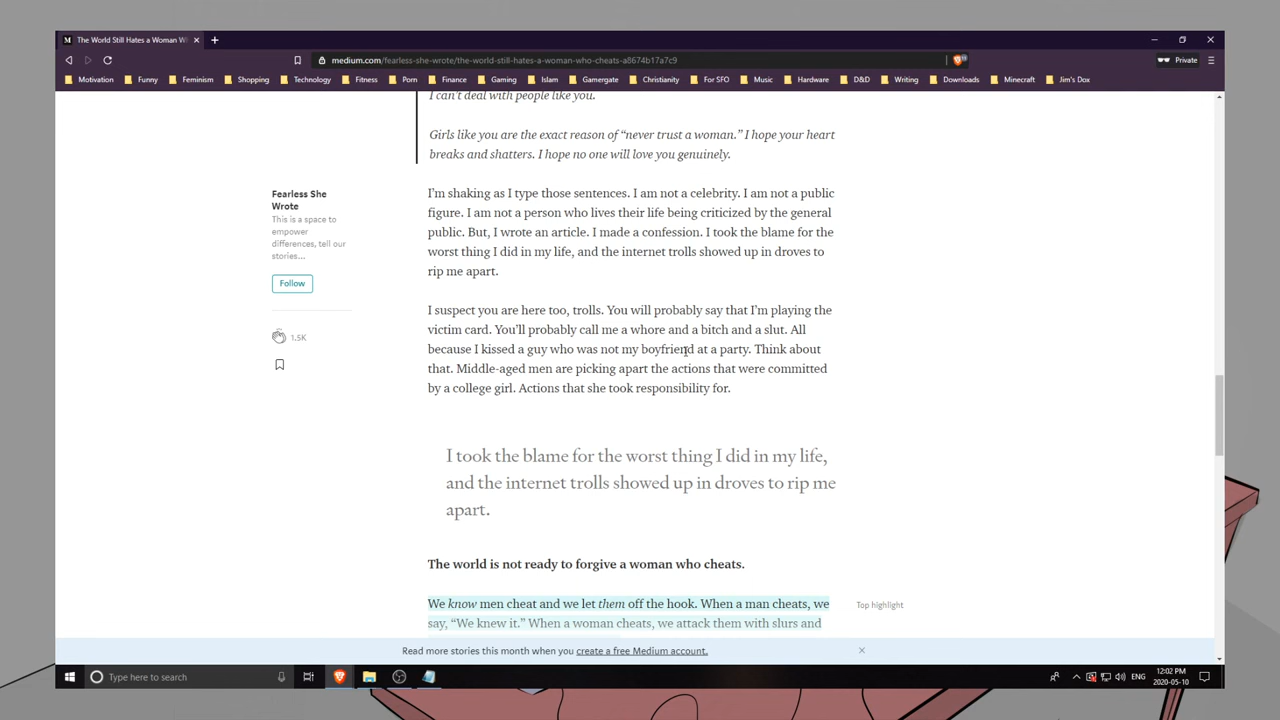 The World Still Hates a Woman Wh
medium.com/fearless-she-wrote/the-world-still-hates-a-woman-who-cheats-a8674b17a7c9
Private
Motivation Funny Feminism Shopping Technology Fitness Porn Finance Gaming Islam Gamergate Christianity For SFO Music Hardware D&D Writing Downloads Minecraft Jim's Dox
I can't deal with people like you.
Girls like you are the exact reason of “never trust a woman.” I hope your heart
breaks and shatters. I hope no one will love you genuinely.
Fearless She
Wrote
This is a space to
empower
differences, tell our
stories...
Follow
1.5K
I'm shaking as I type those sentences. I am not a celebrity. I am not a public
figure. I am not a person who lives their life being criticized by the general
public. But, I wrote an article. I made a confession. I took the blame for the
worst thing I did in my life, and the internet trolls showed up in droves to
rip me apart.
I suspect you are here too, trolls. You will probably say that I'm playing the
victim card. You'll probably call me a whore and a bitch and a slut. All
because I kissed a guy who was not my boyfriend at a party. Think about
that. Middle-aged men are picking apart the actions that were committed
by a college girl. Actions that she took responsibility for.
I took the blame for the worst thing I did in my life,
and the internet trolls showed up in droves to rip me
apart.
The world is not ready to forgive a woman who cheats.
We know men cheat and we let them off the hook. When a man cheats, we
say, “We knew it.” When a woman cheats, we attack them with slurs and
Top highlight
Read more stories this month when you create a free Medium account.
Type here to search
ENG
12:02 PM
2020-05-10